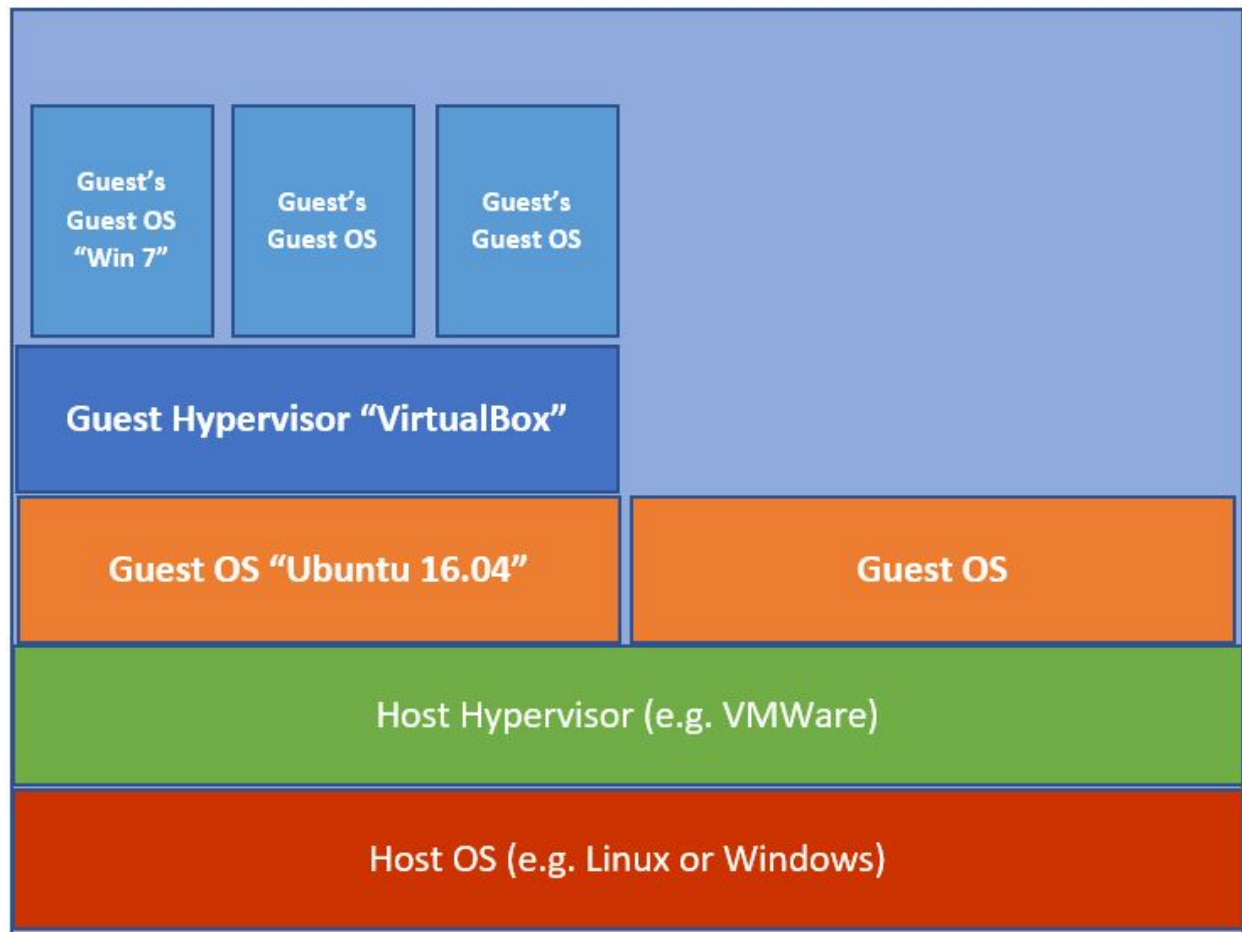 Guest's
Guest OS
“Win 7”
Guest's
Guest OS
Guest's
Guest OS
Guest Hypervisor “VirtualBox”
Guest OS “Ubuntu 16.04”
Guest OS
Host Hypervisor (e.g. VMWare)
Host OS (e.g. Linux or Windows)